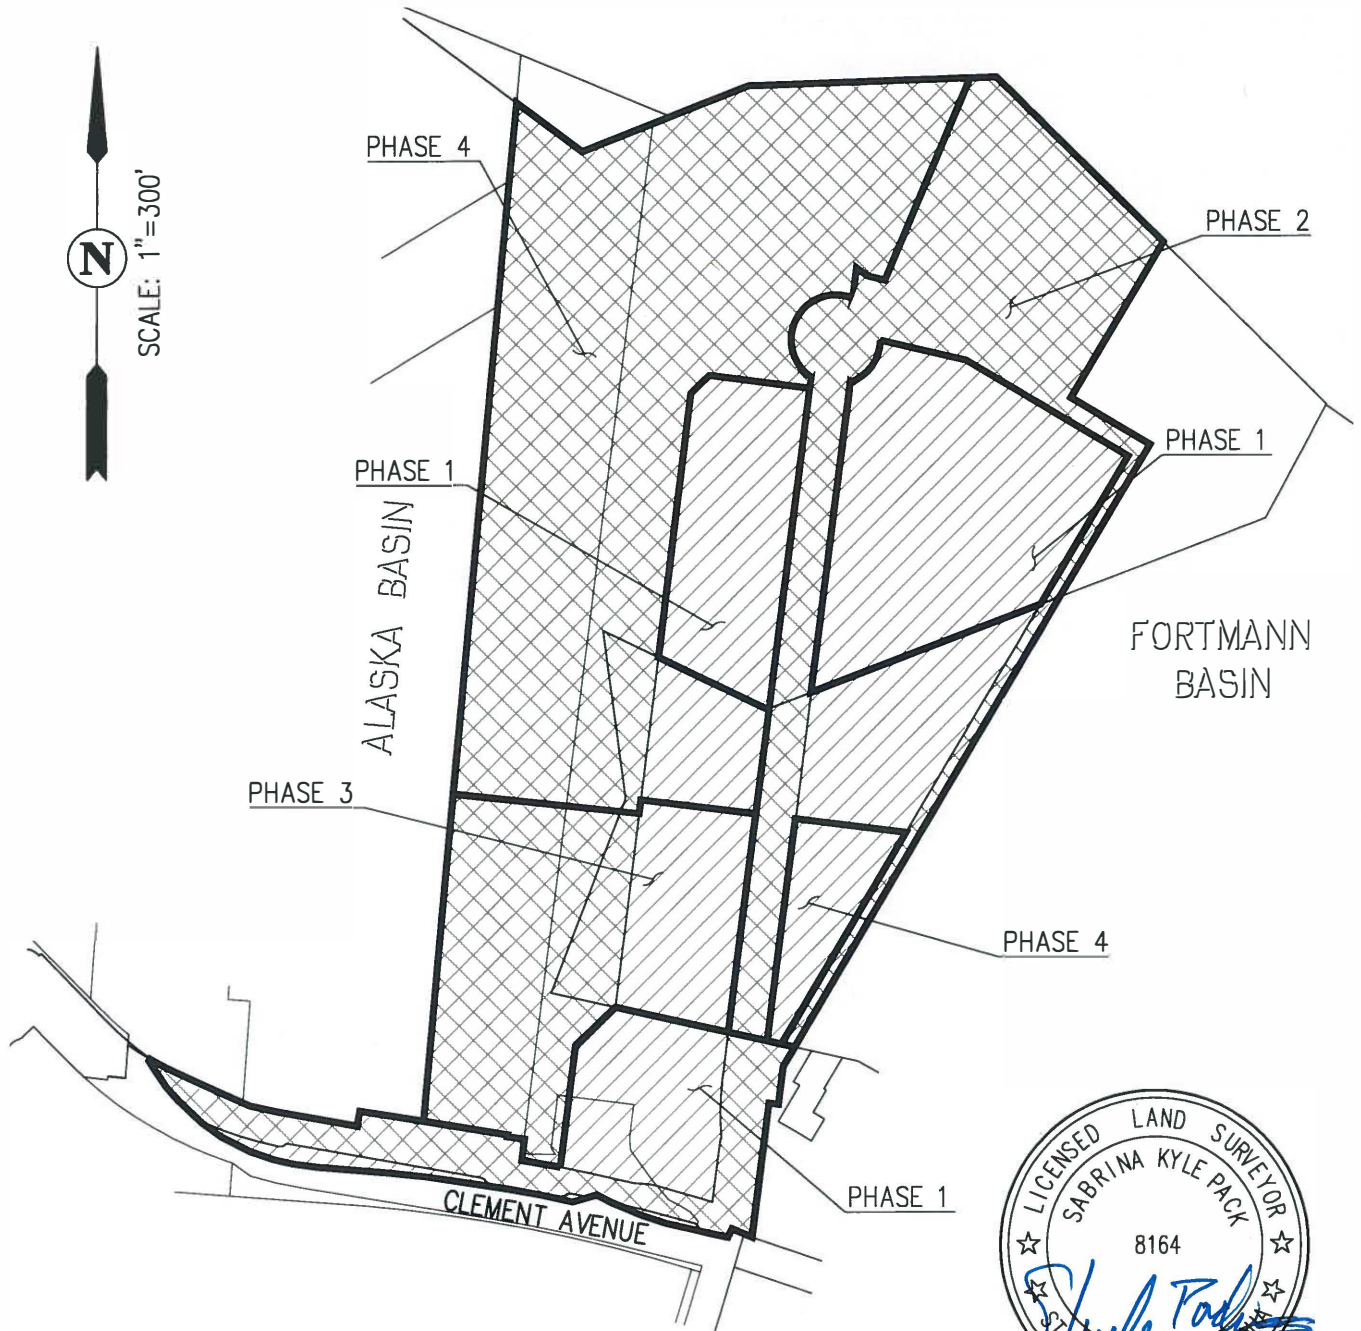 PHASE 4
PHASE 2
N
SCALE: 1"=300'
PHASE 1
PHASE 1
ALASKA BASIN
FORTMANN
BASIN
PHASE 3
PHASE 4
PHASE 1
CLEMENT AVENUE
LICENSED LAND SURVEYOR
SABRINA KYLE PACK
8164